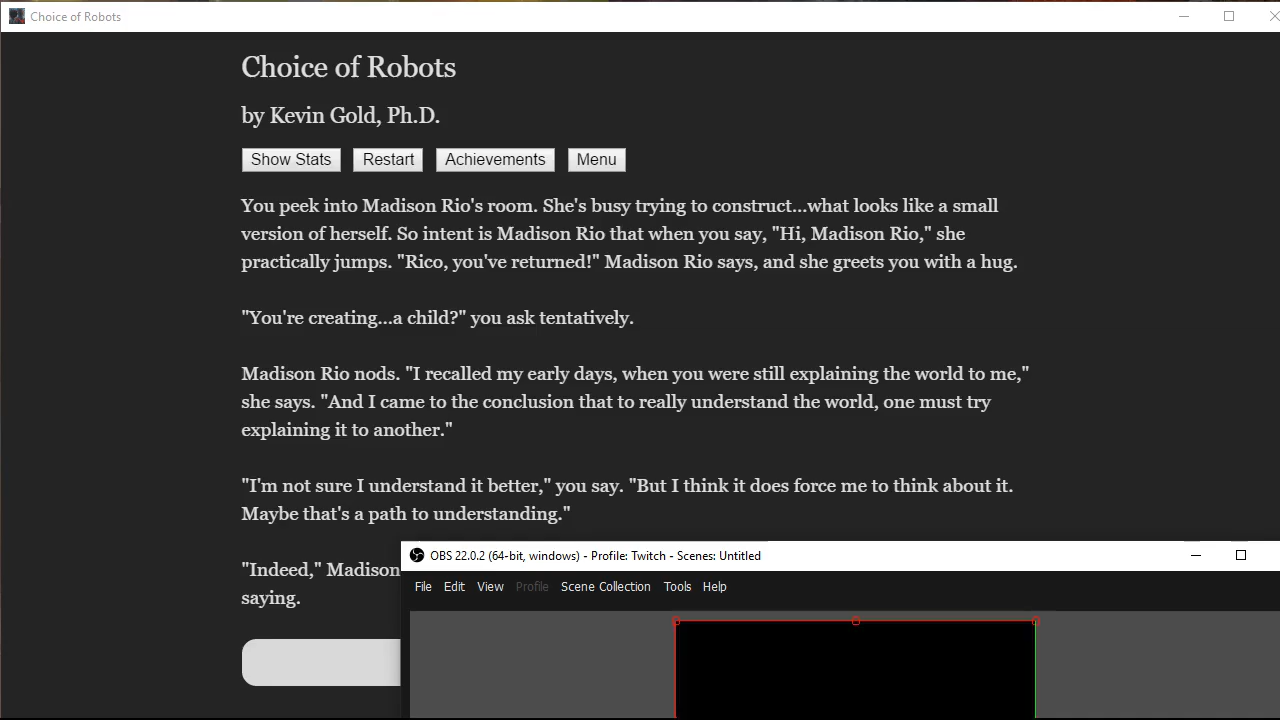 Choice of Robots
Choice of Robots
by Kevin Gold, Ph.D.
Show Stats Restart Achievements Menu
You peek into Madison Rio's room. She's busy trying to construct...what looks like a small
version of herself. So intent is Madison Rio that when you say, "Hi, Madison Rio," she
practically jumps. "Rico, you've returned!" Madison Rio says, and she greets you with a hug.
"You're creating...a child?" you ask tentatively.
Madison Rio nods. "I recalled my early days, when you were still explaining the world to me,"
she says. "And I came to the conclusion that to really understand the world, one must try
explaining it to another."
"I'm not sure I understand it better," you say. "But I think it does force me to think about it.
Maybe that's a path to understanding."
"Indeed," Madison
saying.
OBS 22.0.2 (64-bit, windows) - Profile: Twitch - Scenes: Untitled
File Edit View Profile Scene Collection Tools Help